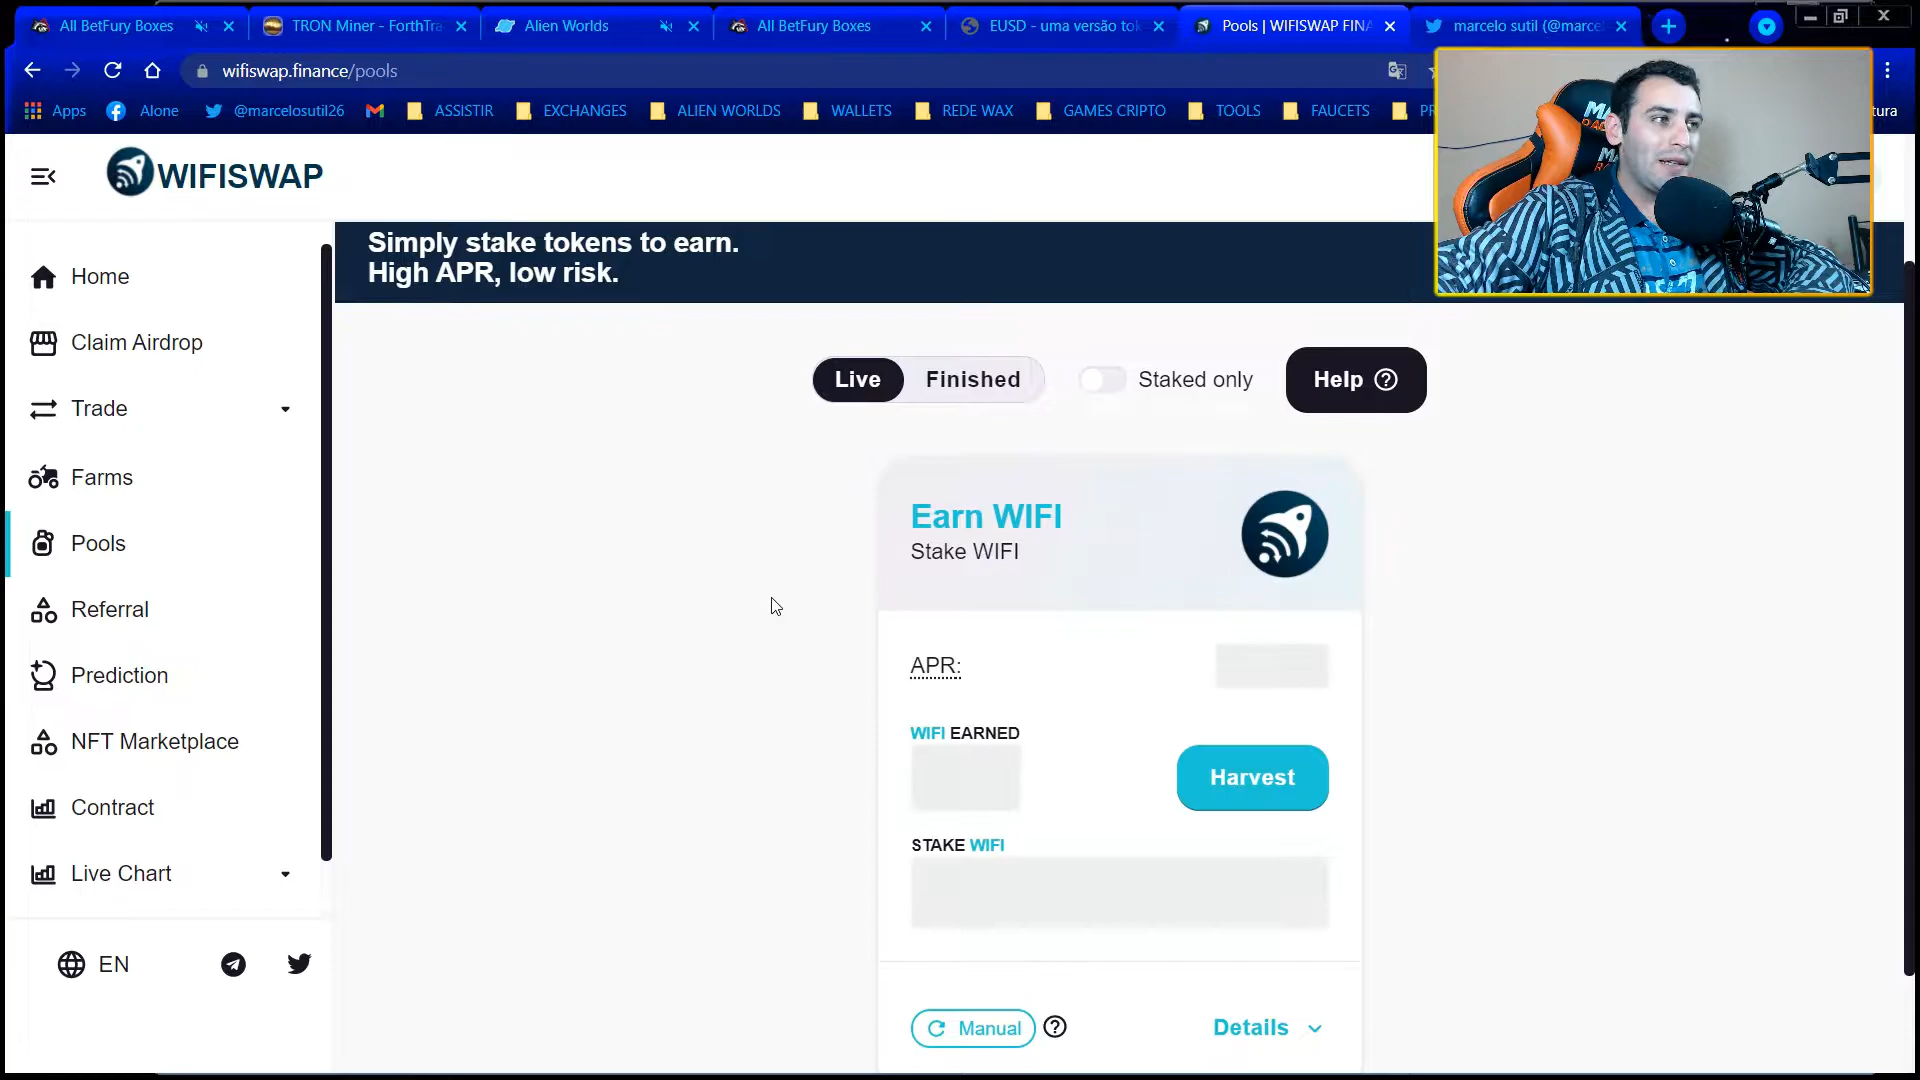 All BetFury Boxes
TRON Miner - ForthTra
Alien Worlds
All BetFury Boxes
EUSD - uma versão tok
Pools | WIFISWAP FINA
marcelo sutil (@marce
wifiswap.finance/pools
Apps
Alone
@marcelosutil26
ASSISTIR
EXCHANGES
ALIEN WORLDS
WALLETS
REDE WAX
GAMES CRIPTO
TOOLS
FAUCETS
WIFISWAP
Simply stake tokens to earn.
High APR, low risk.
Home
Claim Airdrop
Trade
Farms
Pools
Referral
Prediction
NFT Marketplace
Contract
Live Chart
EN
Live
Finished
Staked only
Help
Earn WIFI
Stake WIFI
APR:
WIFI EARNED
Harvest
STAKE WIFI
Manual
Details